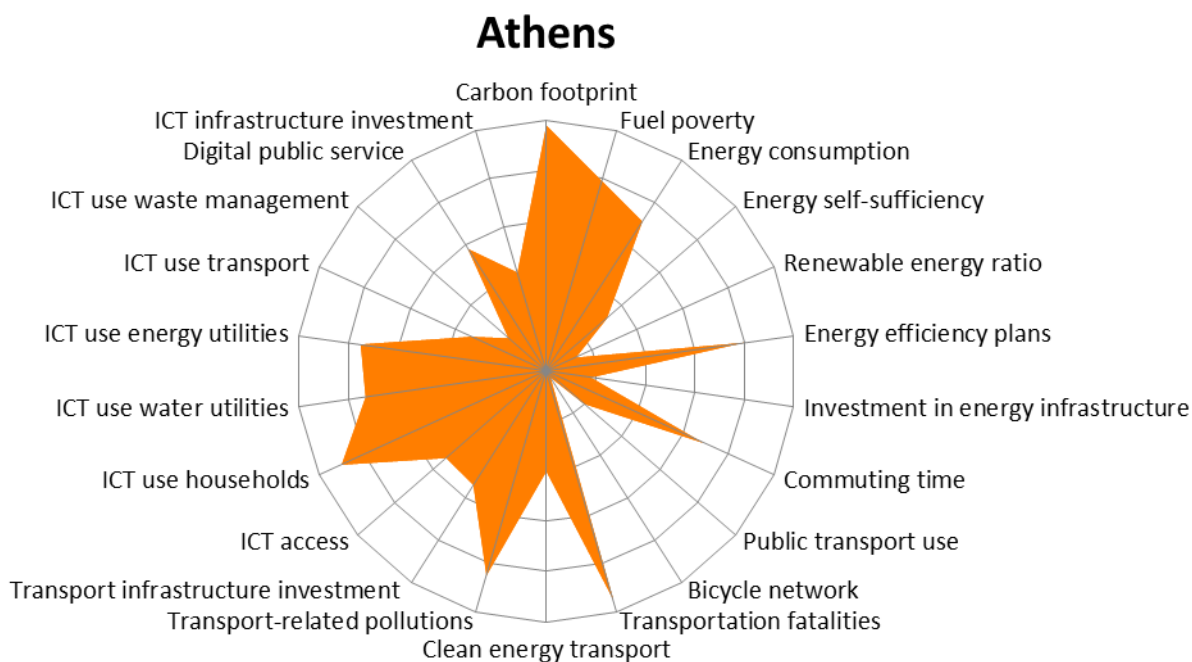 Athens
Carbon footprint
Fuel poverty
Energy consumption
Energy self-sufficiency
Renewable energy ratio
Energy efficiency plans
Investment in energy infrastructure
Commuting time
Public transport use
Bicycle network
Transportation fatalities
Clean energy transport
Transport-related pollutions
Transport infrastructure investment
ICT access
ICT use households
ICT use water utilities
ICT use energy utilities
ICT use transport
ICT use waste management
Digital public service
ICT infrastructure investment